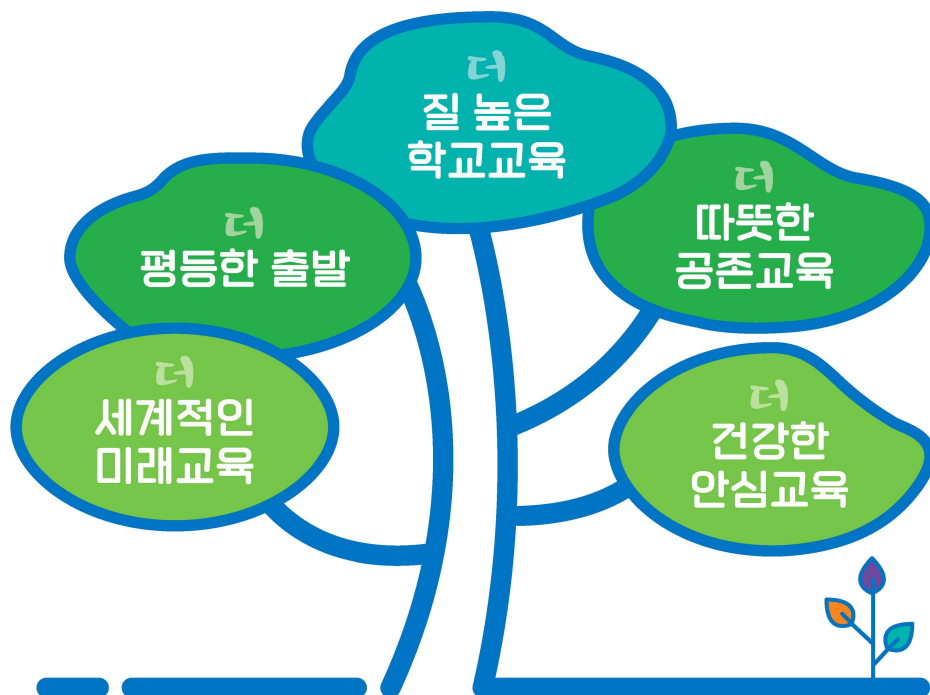 더
질 높은
학교교육
더
평등한 출발
더
따뜻한
공존교육
더
세계적인
미래교육
더
건강한
안심교육